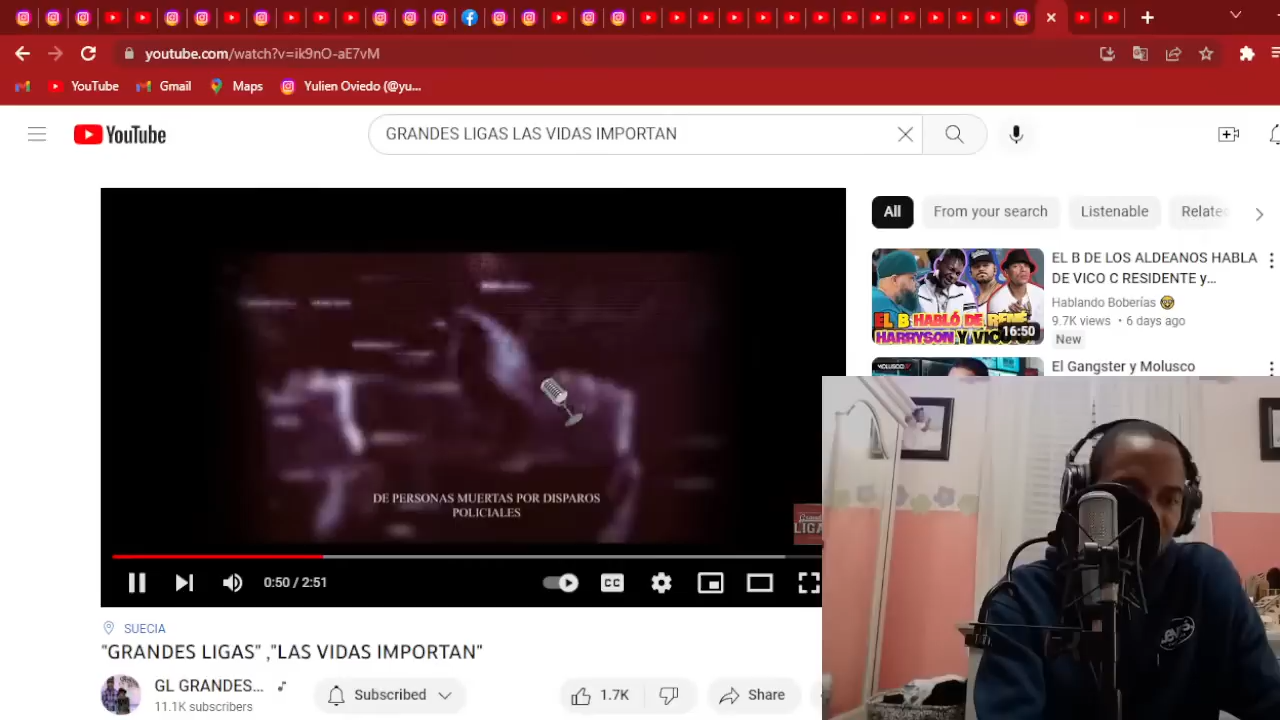 youtube.com/watch?v=ik9nO-aE7vM
YouTube
Gmail
Maps
Yulien Oviedo (@yu...
YouTube
GRANDES LIGAS LAS VIDAS IMPORTAN
All
From your search
Listenable
Relate
EL B DE LOS ALDEANOS HABLA
DE VICO C RESIDENTE y...
Hablando Boberías
9.7K views • 6 days ago
New
EL B HABLÓ DE RENÉ
HARRYSON Y VICO C
16:50
El Gangster y Molusco
MOLUSCO
DE PERSONAS MUERTAS POR DISPAROS
POLICIALES
LIGA
0:50 / 2:51
CC
SUECIA
"GRANDES LIGAS" ,"LAS VIDAS IMPORTAN"
GL GRANDES...
11.1K subscribers
Subscribed
1.7K
Share
Levi's